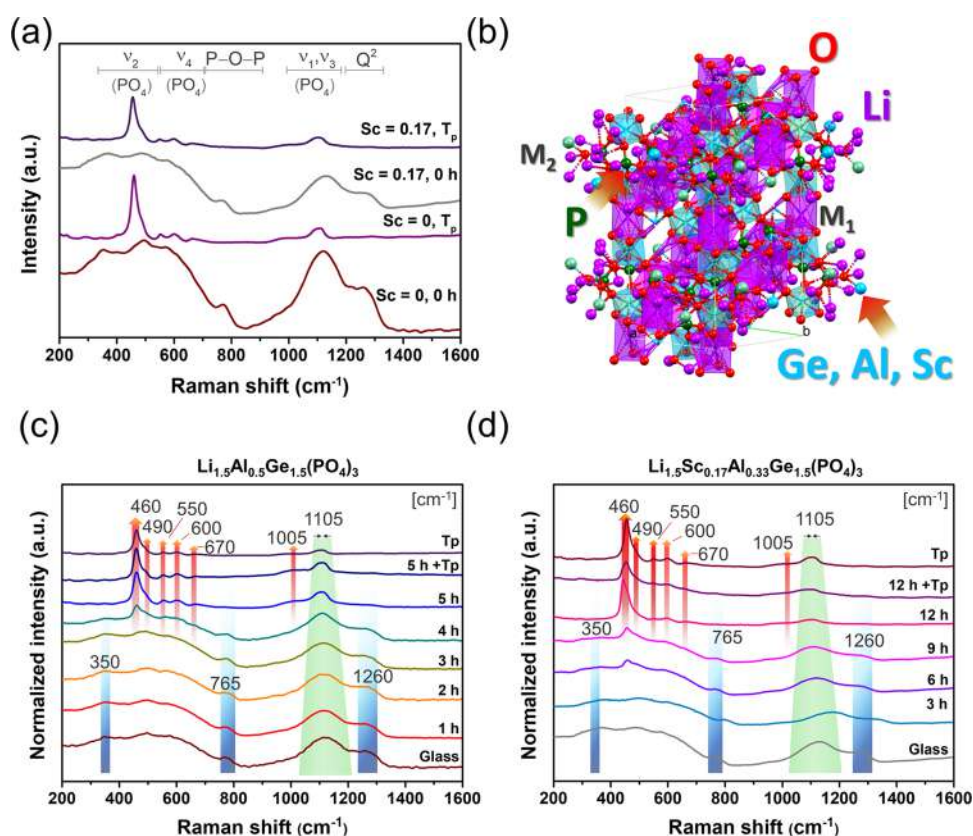 (a)
ν2
(PO4)
ν4
(PO4)
P–O–P
ν1,ν3
(PO4)
Q²
Sc = 0.17, Tp
Sc = 0.17, 0 h
Sc = 0, Tp
Sc = 0, 0 h
Intensity (a.u.)
200 400 600 800 1000 1200 1400 1600
Raman shift (cm⁻¹)
(b)
O
Li
M2
P
M1
a
b
Ge, Al, Sc
(c)
Li1.5Al0.5Ge1.5(PO4)3
[cm⁻¹]
460
490
550
600
670
1005
1105
Tp
5 h +Tp
5 h
4 h
3 h
2 h
1 h
Glass
350
765
1260
Normalized intensity (a.u.)
200 400 600 800 1000 1200 1400 1600
Raman shift (cm⁻¹)
(d)
Li1.5Sc0.17Al0.33Ge1.5(PO4)3
[cm⁻¹]
460
490
550
600
670
1005
1105
Tp
12 h +Tp
12 h
9 h
6 h
3 h
Glass
350
765
1260
Normalized intensity (a.u.)
200 400 600 800 1000 1200 1400 1600
Raman shift (cm⁻¹)